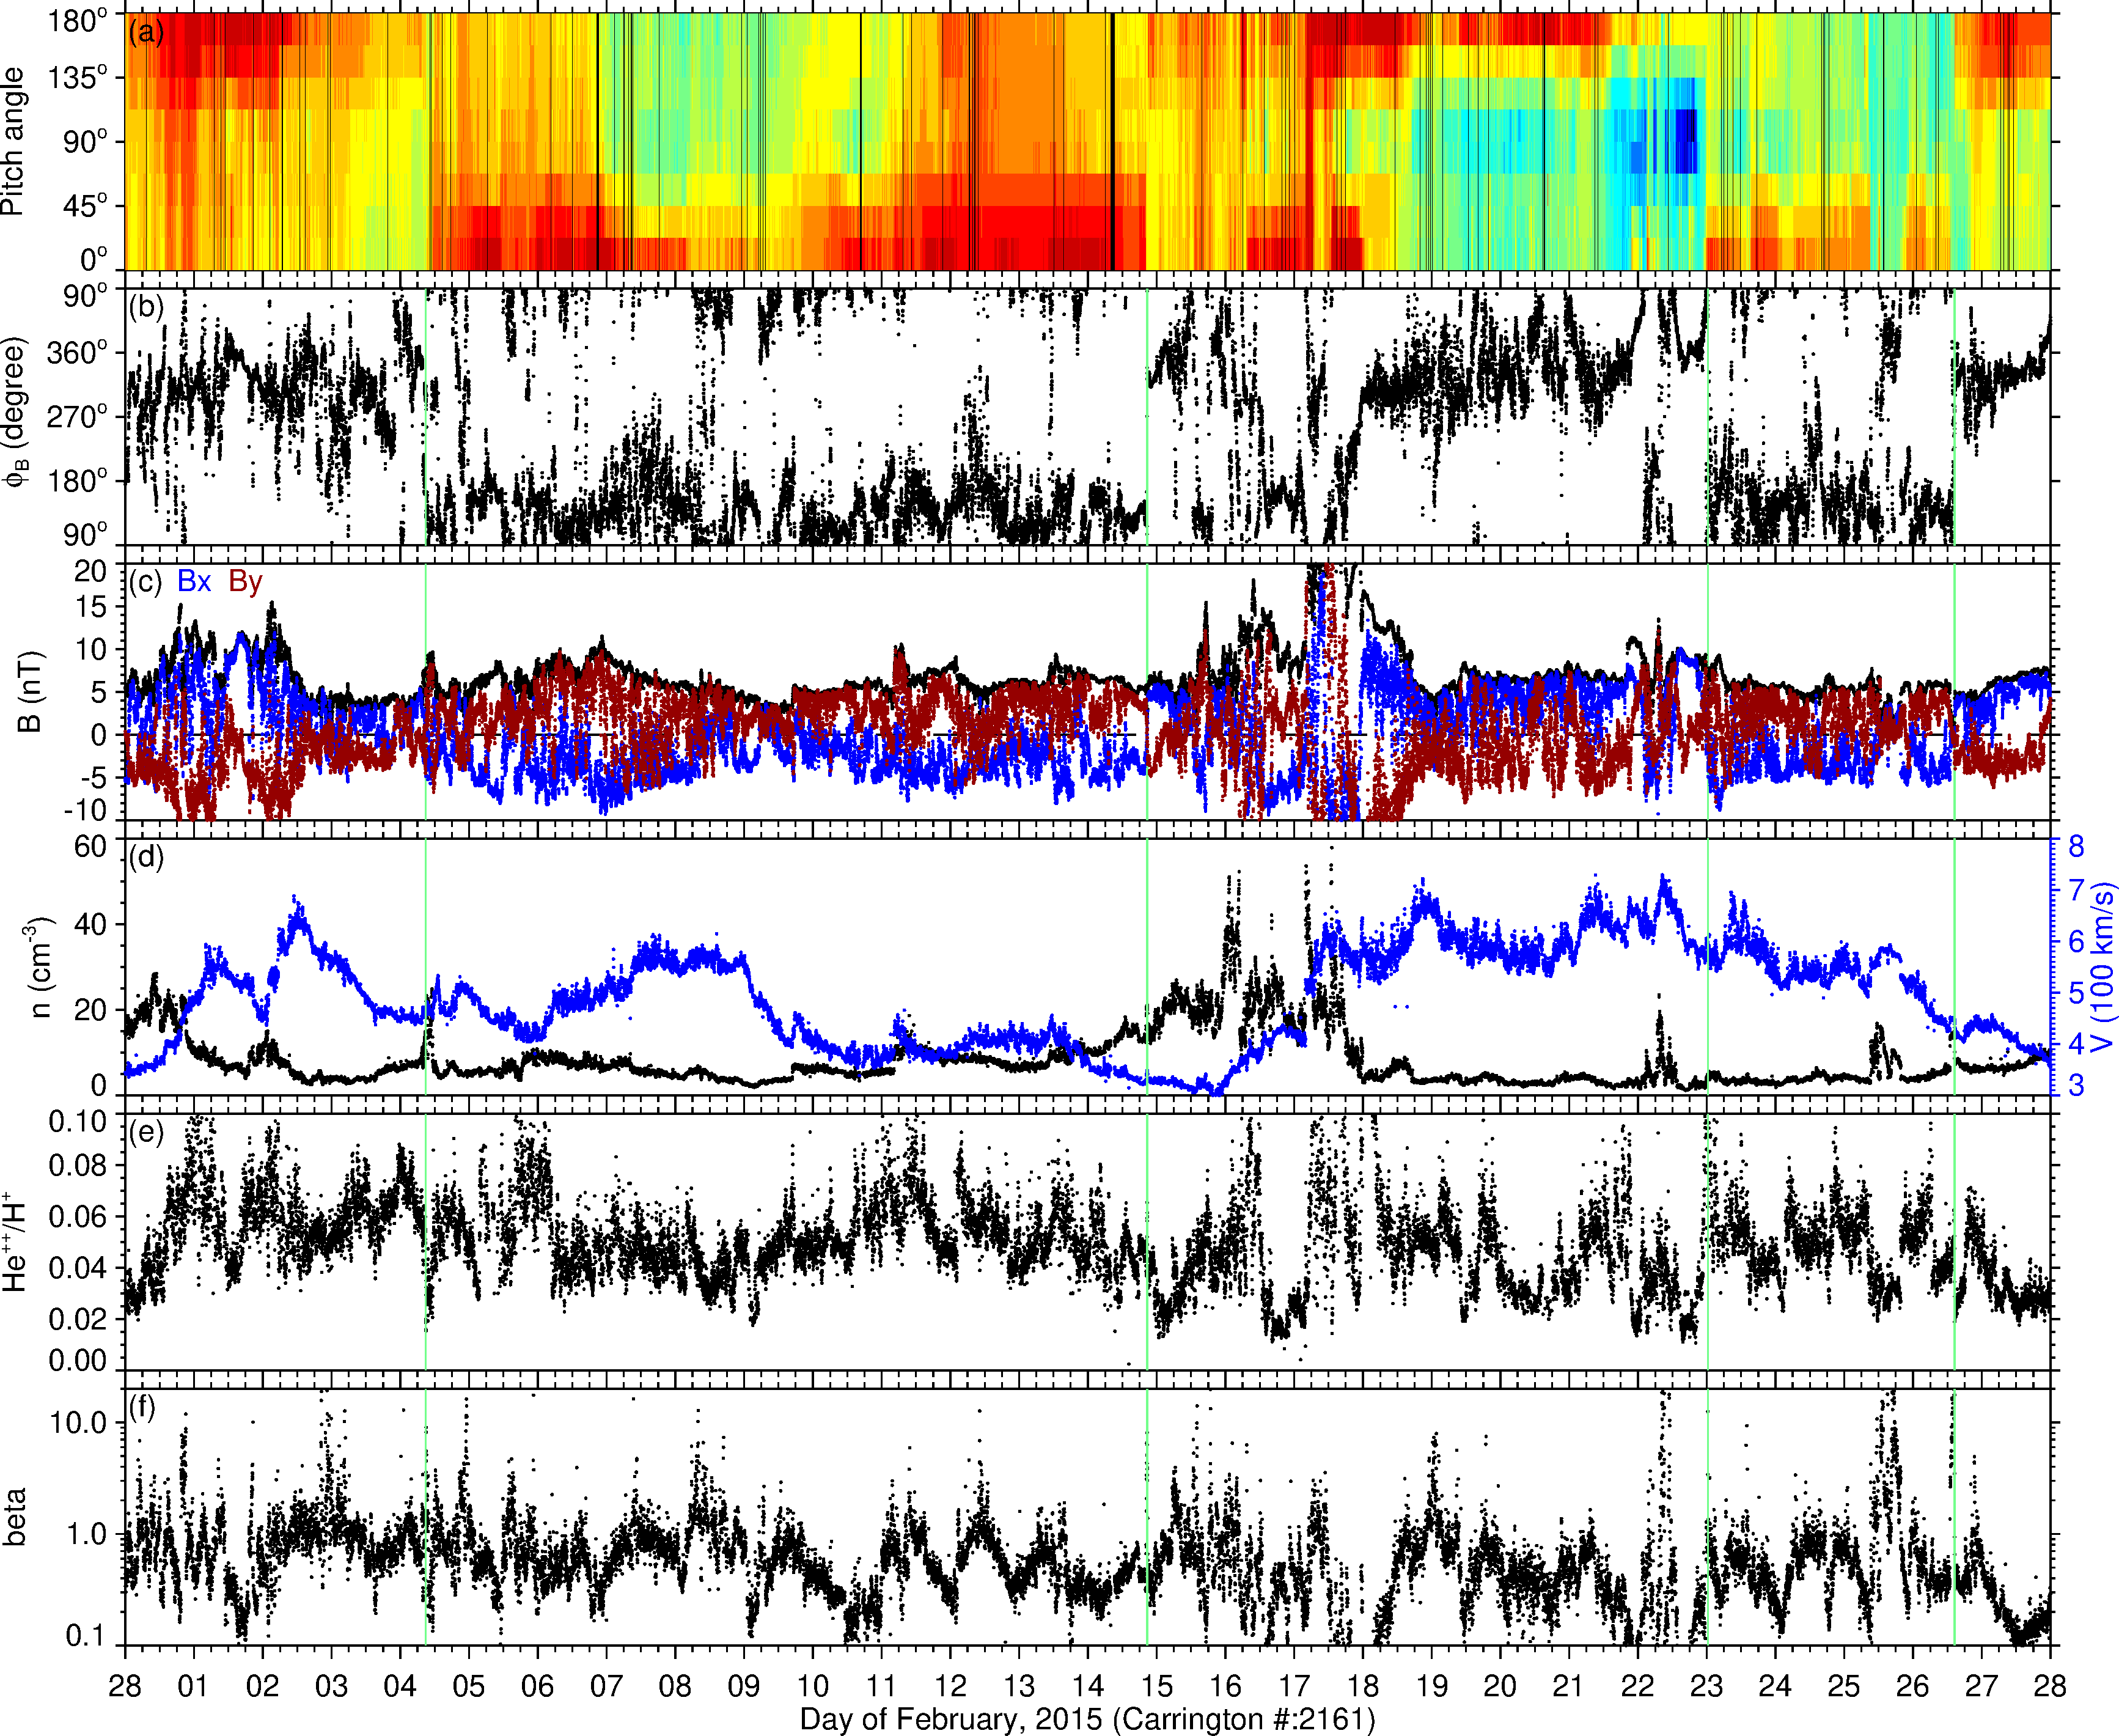 (a)
180°
135°
90°
45°
0°
Pitch angle
(b)
90°
360°
270°
180°
90°
ϕB (degree)
(c) Bx By
20
15
10
5
0
-5
-10
B (nT)
(d)
60
40
20
0
n (cm-3)
8
7
6
5
4
3
V (100 km/s)
(e)
0.10
0.08
0.06
0.04
0.02
0.00
He++/H+
(f)
10.0
1.0
0.1
beta
28 01 02 03 04 05 06 07 08 09 10 11 12 13 14 15 16 17 18 19 20 21 22 23 24 25 26 27 28
Day of February, 2015 (Carrington #:2161)